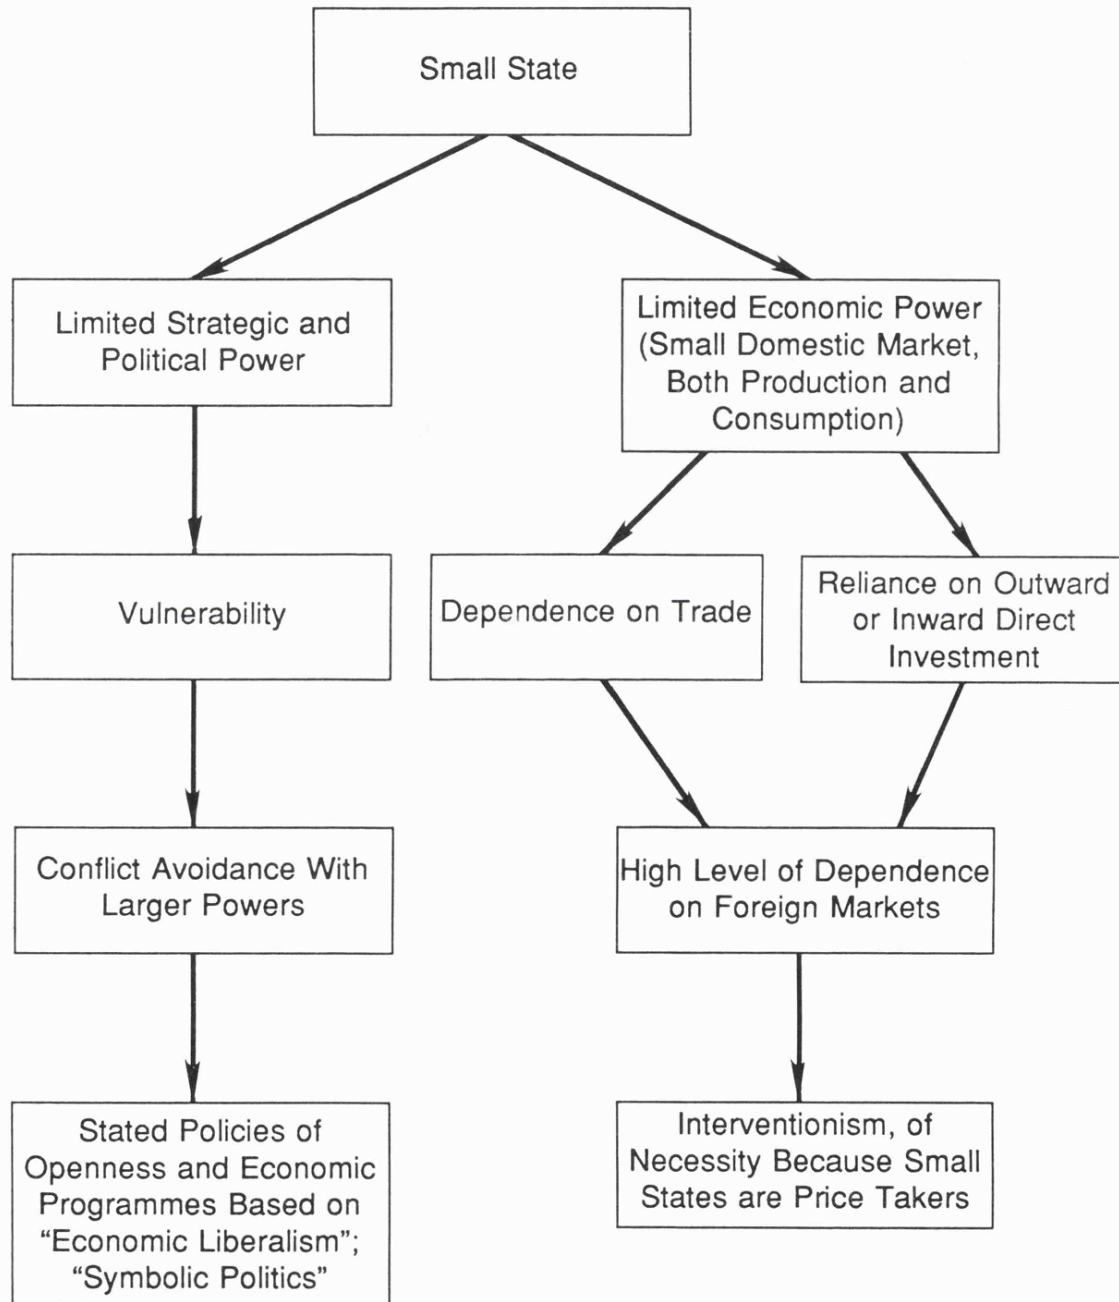 Small State
Limited Strategic and
Political Power
Limited Economic Power
(Small Domestic Market,
Both Production and
Consumption)
Vulnerability
Dependence on Trade
Reliance on Outward
or Inward Direct
Investment
Conflict Avoidance With
Larger Powers
High Level of Dependence
on Foreign Markets
Stated Policies of
Openness and Economic
Programmes Based on
“Economic Liberalism”;
“Symbolic Politics”
Interventionism, of
Necessity Because Small
States are Price Takers